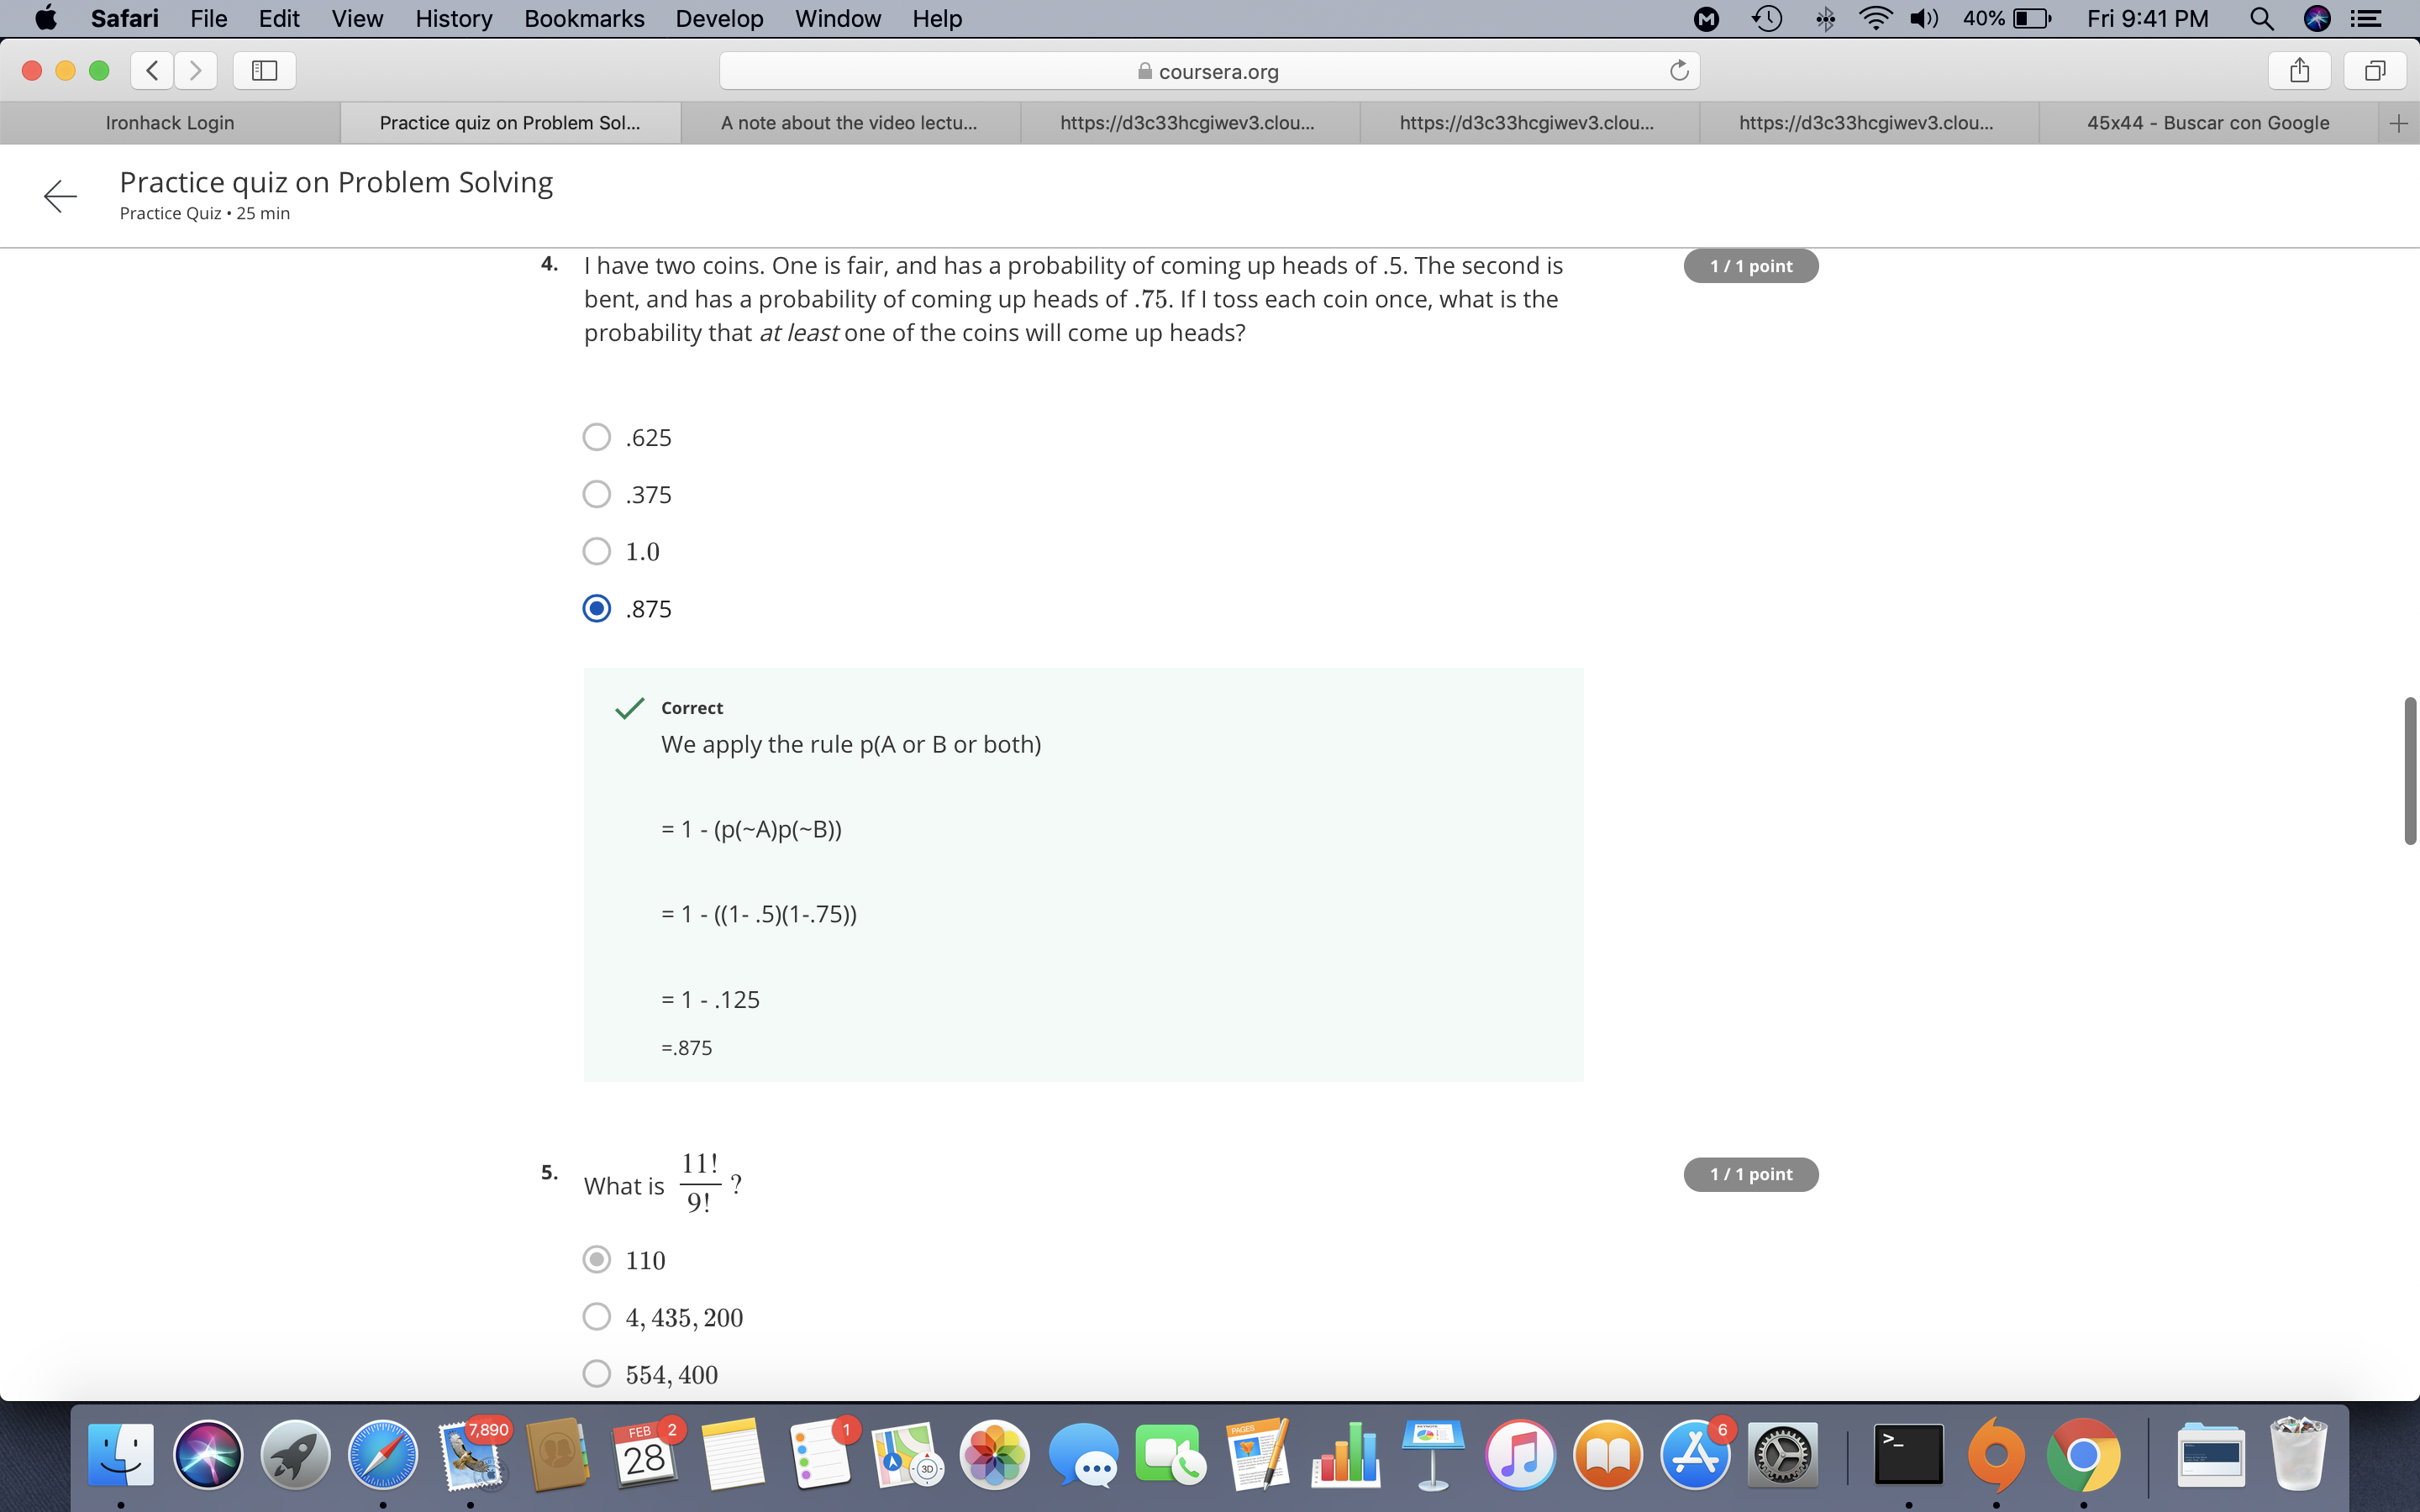 Safari File Edit View History Bookmarks Develop Window Help 40% Fri 9:41 PM
coursera.org
Ironhack Login
Practice quiz on Problem Sol...
A note about the video lectu...
https://d3c33hcgiwev3.clou...
https://d3c33hcgiwev3.clou...
https://d3c33hcgiwev3.clou...
45x44 - Buscar con Google
Practice quiz on Problem Solving
Practice Quiz • 25 min
4. I have two coins. One is fair, and has a probability of coming up heads of .5. The second is
bent, and has a probability of coming up heads of .75. If I toss each coin once, what is the
probability that at least one of the coins will come up heads?
1 / 1 point
.625
.375
1.0
.875
Correct
We apply the rule p(A or B or both)
= 1 - (p(~A)p(~B))
= 1 - ((1- .5)(1-.75))
= 1 - .125
=.875
5. What is 11!/9! ?
1 / 1 point
110
4, 435, 200
554, 400
7,890
FEB
28
2
1
3D
PAGES
6
>_